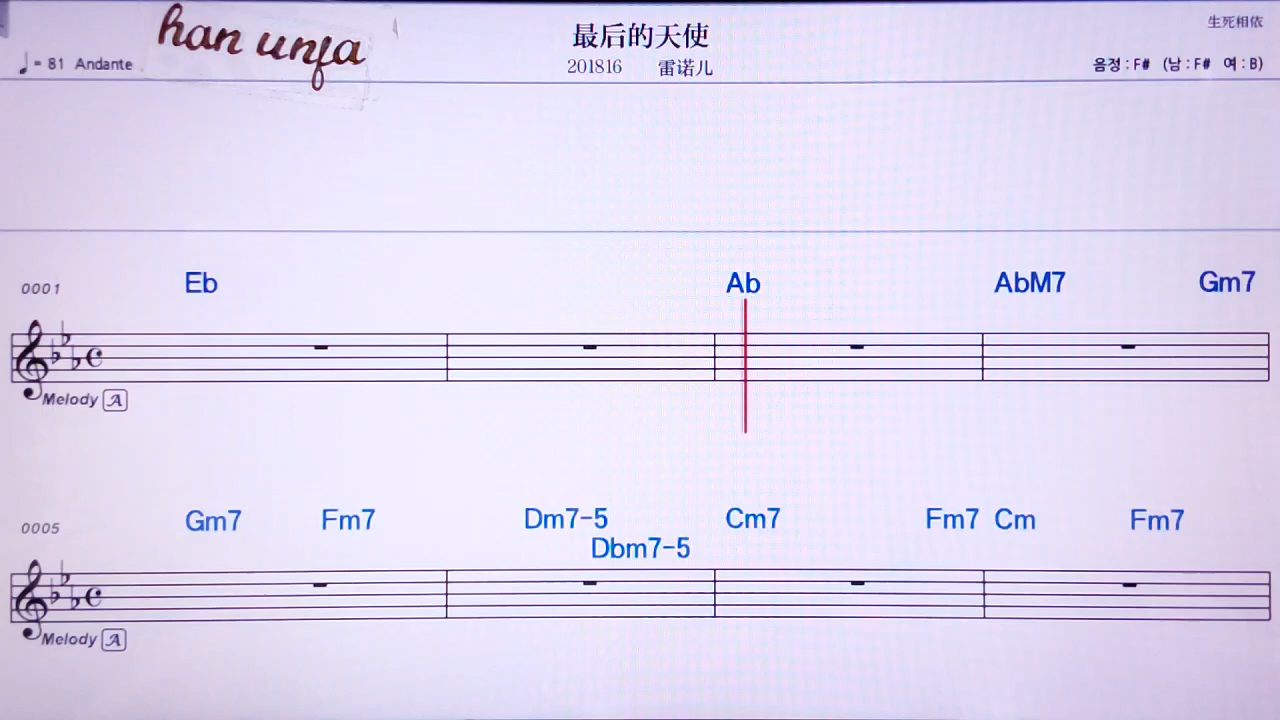 han unfa
最后的天使
生死相依
♩= 81 Andante
201816 雷诺儿
음정 : F# (남 : F# 여 : B)
0001 Eb Ab AbM7 Gm7
Melody A
0005 Gm7 Fm7 Dm7-5 Cm7 Fm7 Cm Fm7
Dbm7-5
Melody A